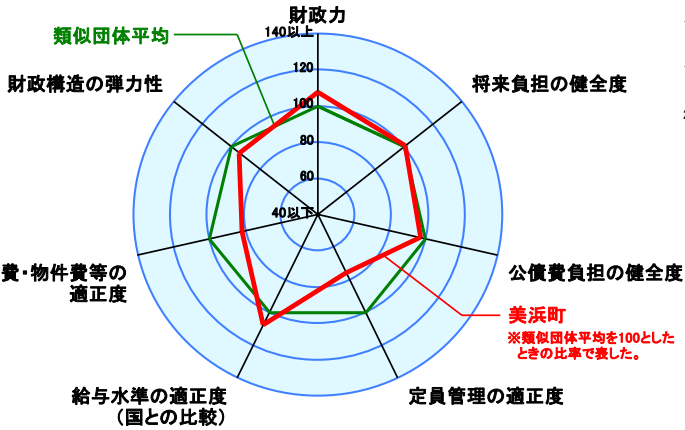 財政力
140以上
類似団体平均
120
財政構造の弾力性
将来負担の健全度
100
80
60
40以下
費・物件費等の
適正度
公債費負担の健全度
美浜町
※類似団体平均を100とした
ときの比率で表した。
給与水準の適正度
（国との比較）
定員管理の適正度